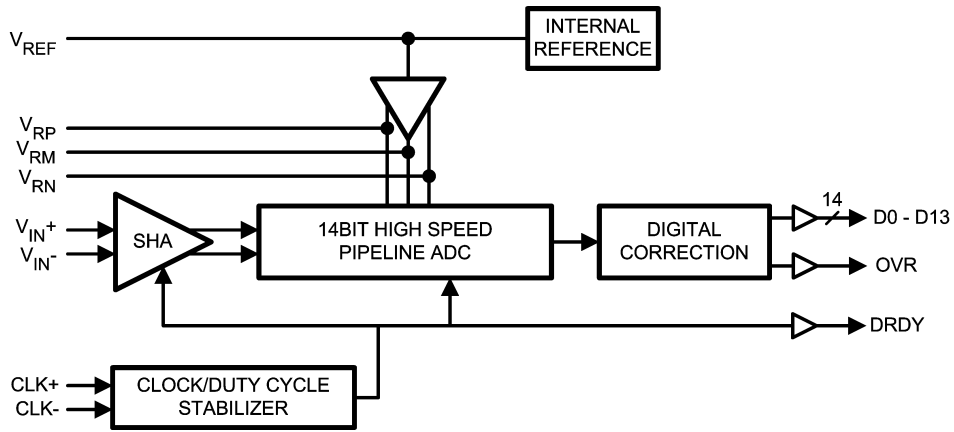 VREF
INTERNAL
REFERENCE
VRP
VRM
VRN
VIN+
VIN-
SHA
14BIT HIGH SPEED
PIPELINE ADC
DIGITAL
CORRECTION
14
D0 - D13
OVR
DRDY
CLK+
CLK-
CLOCK/DUTY CYCLE
STABILIZER